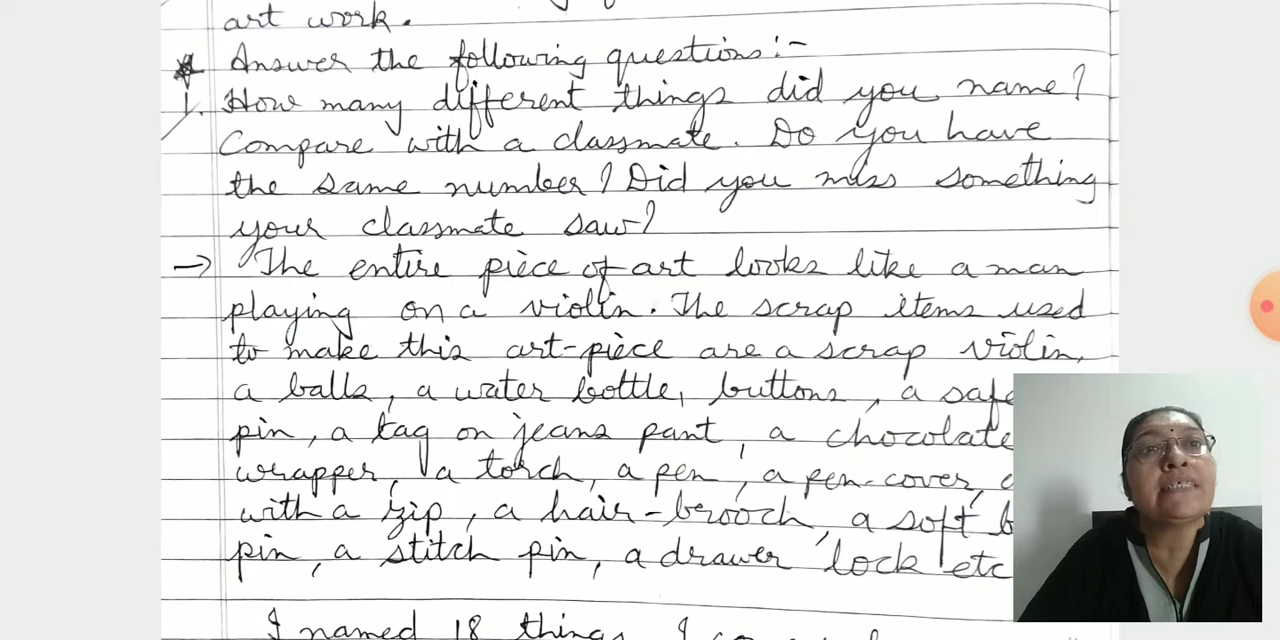 art work.
* Answer the following questions:-
1. How many different things did you name?
Compare with a classmate. Do you have
the same number? Did you miss something
your classmate saw?
→ The entire piece of art looks like a man
playing on a violin. The scrap items used
to make this art-piece are a scrap violin,
a balls, a water bottle, buttons, a safe
pin, a tag on jeans pant, a chocolate
wrapper, a torch, a pen, a pen-cover,
with a zip, a hair-brooch, a soft b
pin, a stitch pin, a drawer lock etc
I named 18 things. I